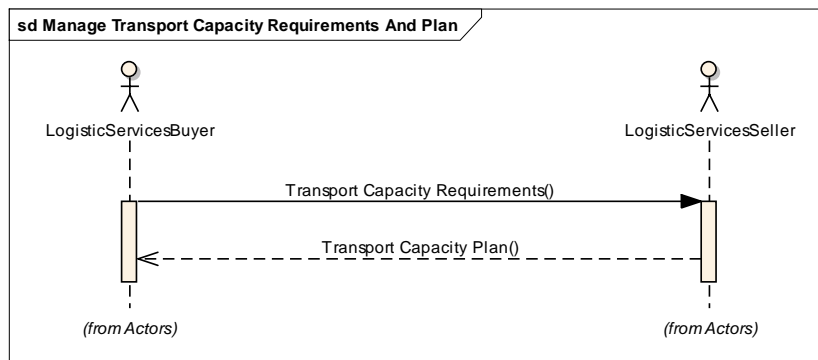 sd Manage Transport Capacity Requirements And Plan
LogisticServicesBuyer
LogisticServicesSeller
Transport Capacity Requirements()
Transport Capacity Plan()
(from Actors)
(from Actors)